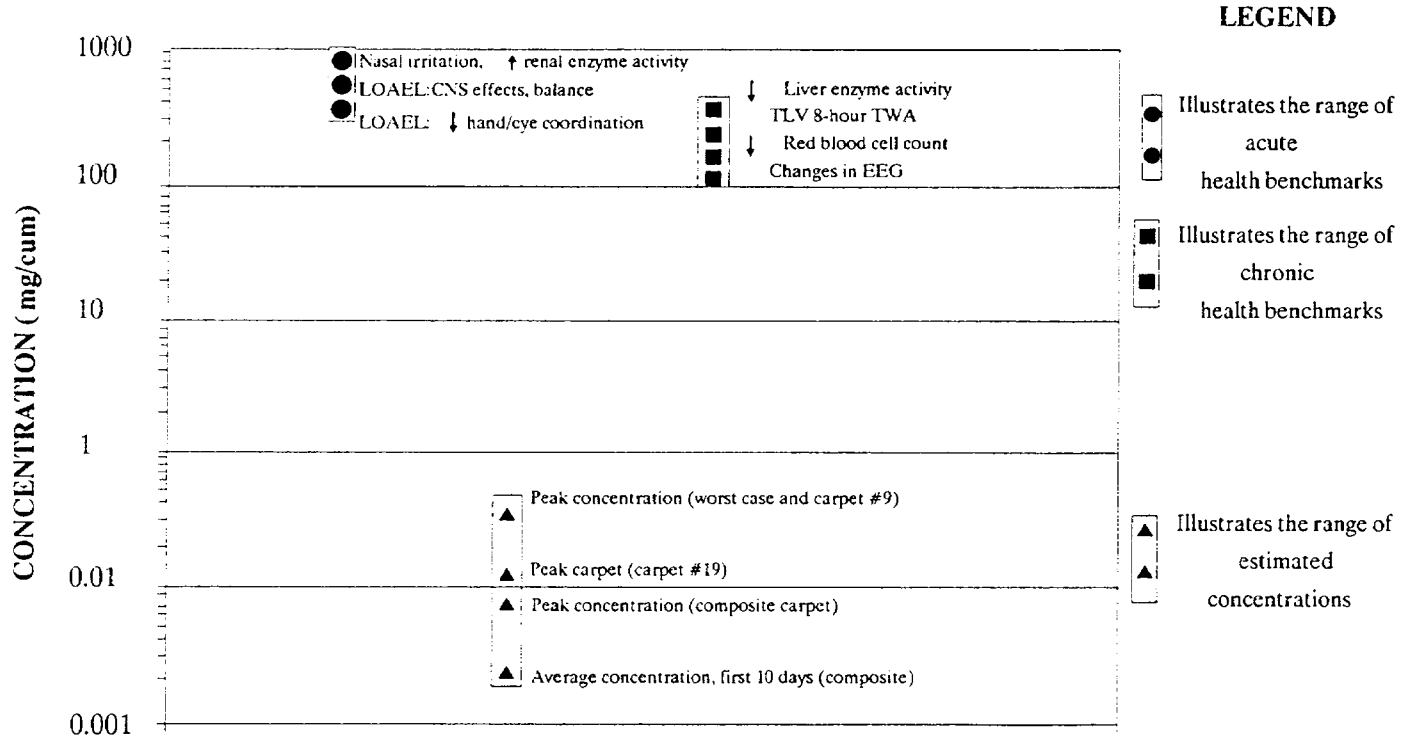 LEGEND
1000
100
10
1
0.01
0.001
CONCENTRATION ( mg/cum)
Nasal irritation, ↑ renal enzyme activity
LOAEL:CNS effects, balance
LOAEL: ↓ hand/eye coordination
↓ Liver enzyme activity
TLV 8-hour TWA
↓ Red blood cell count
Changes in EEG
Peak concentration (worst case and carpet #9)
Peak carpet (carpet #19)
Peak concentration (composite carpet)
Average concentration, first 10 days (composite)
Illustrates the range of
acute
health benchmarks
Illustrates the range of
chronic
health benchmarks
Illustrates the range of
estimated
concentrations